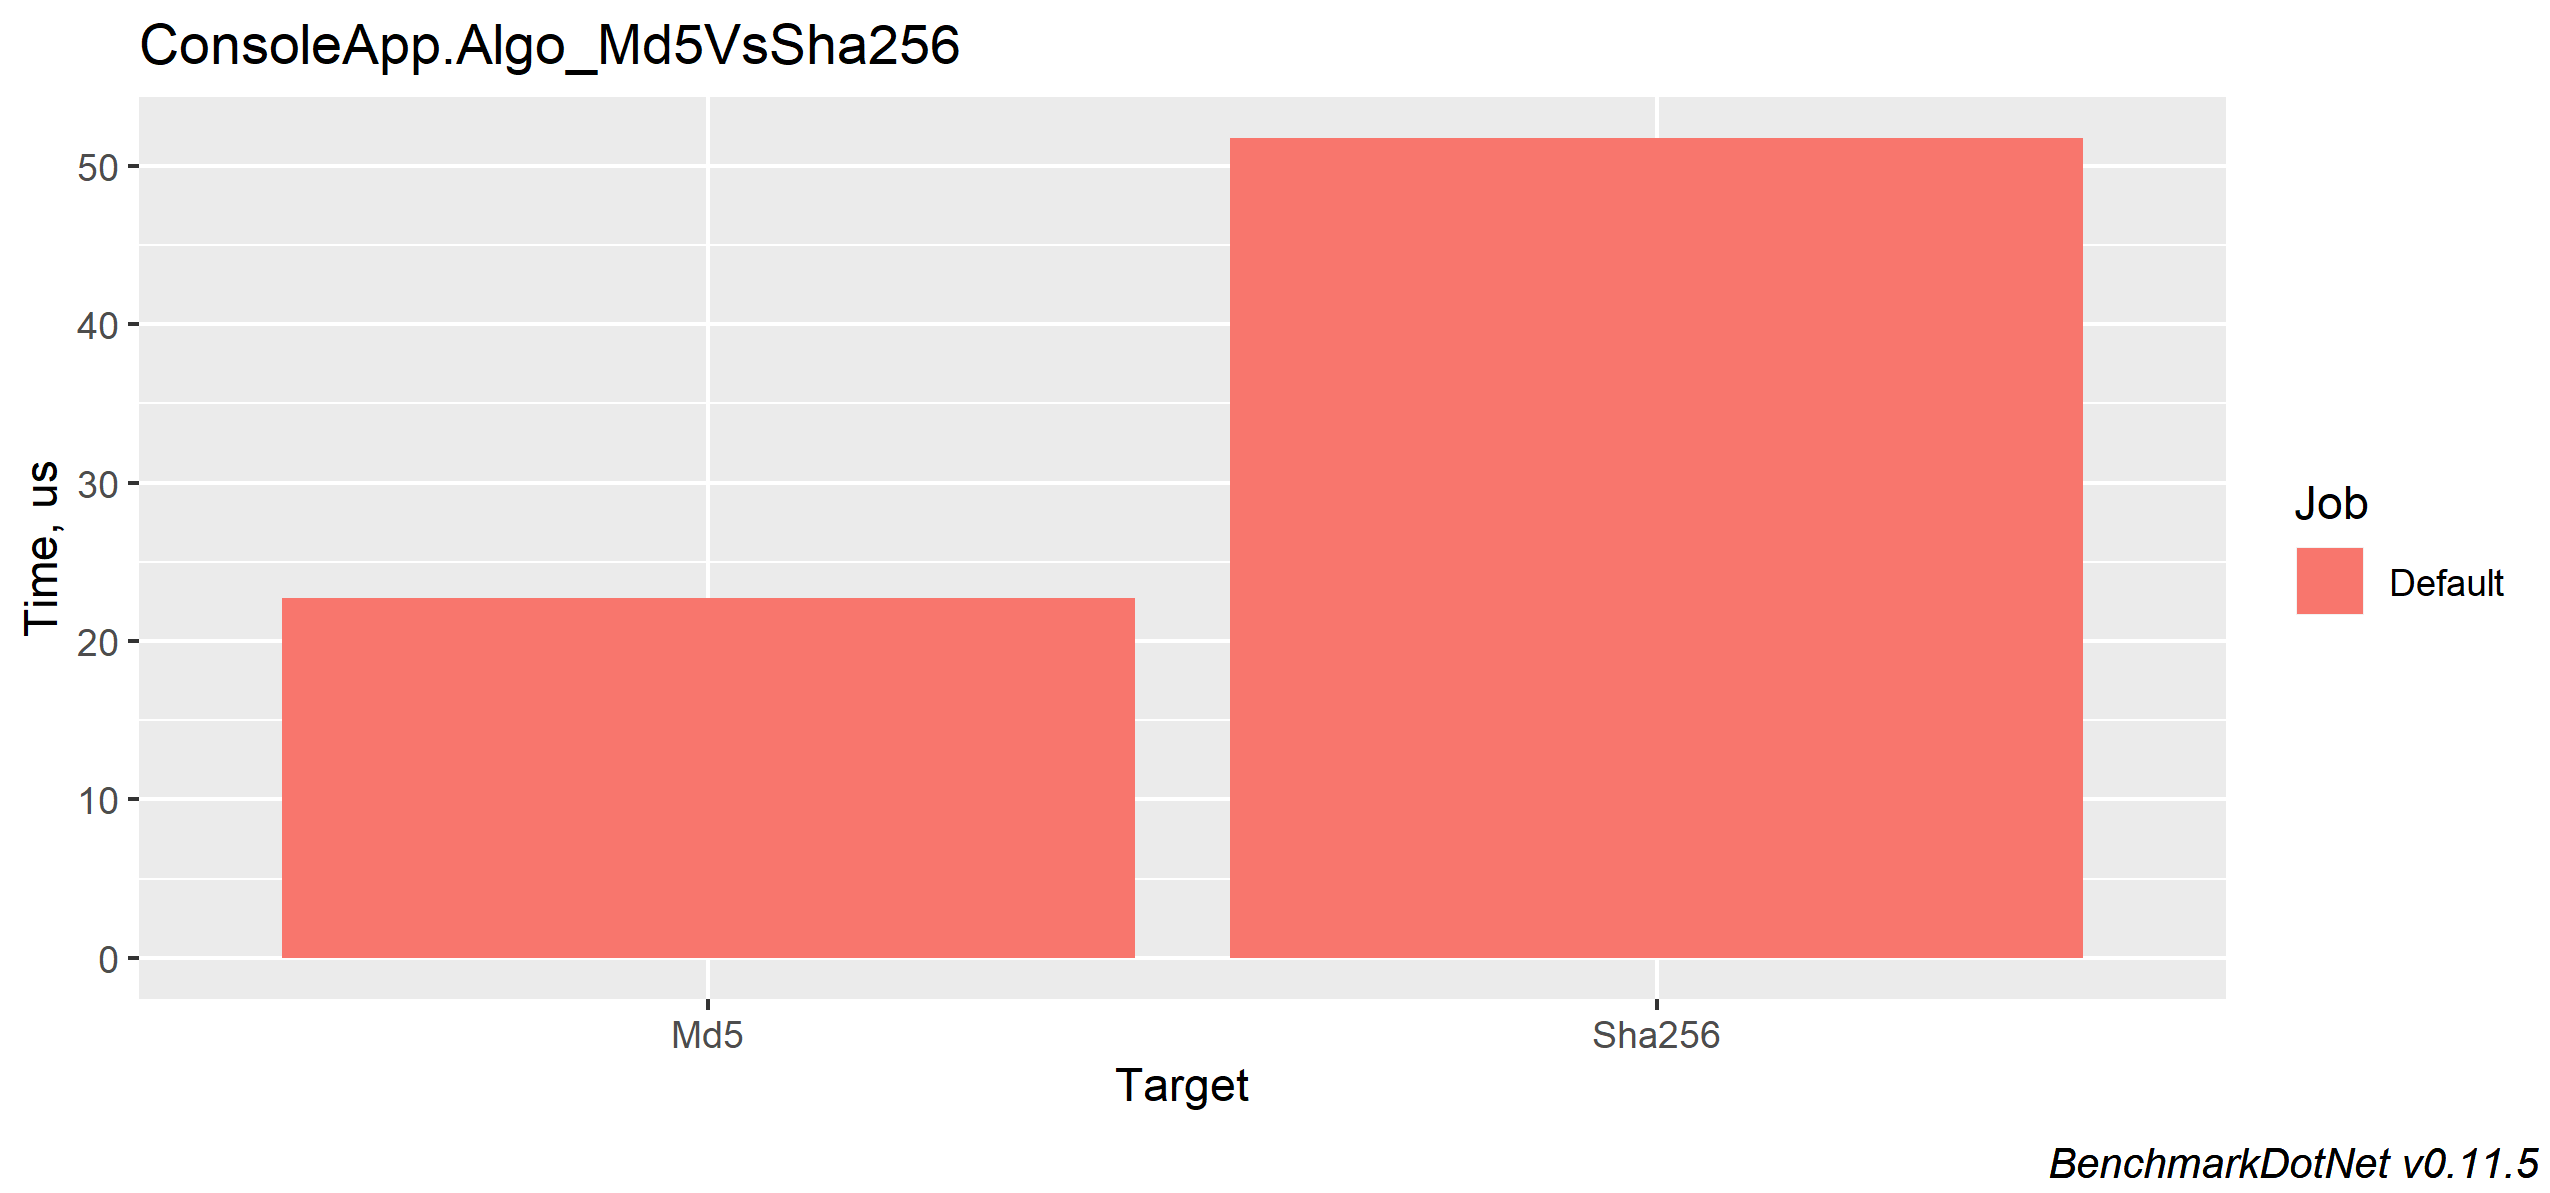 ConsoleApp.Algo_Md5VsSha256
Time, us
50
40
30
20
10
0
Md5
Sha256
Target
Job
Default
BenchmarkDotNet v0.11.5